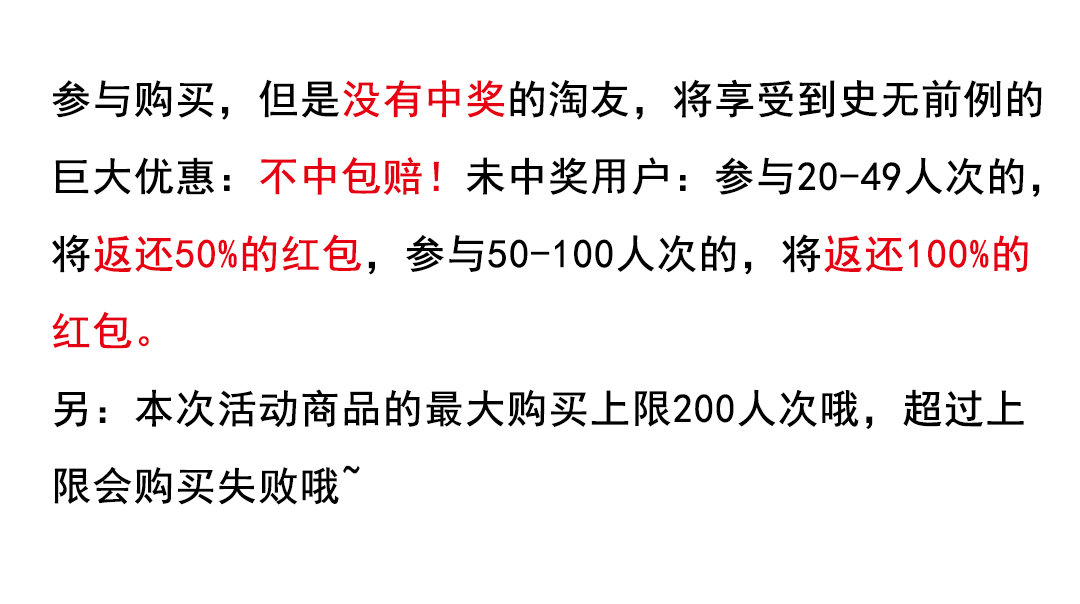 参与购买，但是没有中奖的淘友，将享受到史无前例的
巨大优惠：不中包赔！未中奖用户：参与20-49人次的，
将返还50%的红包，参与50-100人次的，将返还100%的
红包。
另：本次活动商品的最大购买上限200人次哦，超过上
限会购买失败哦~